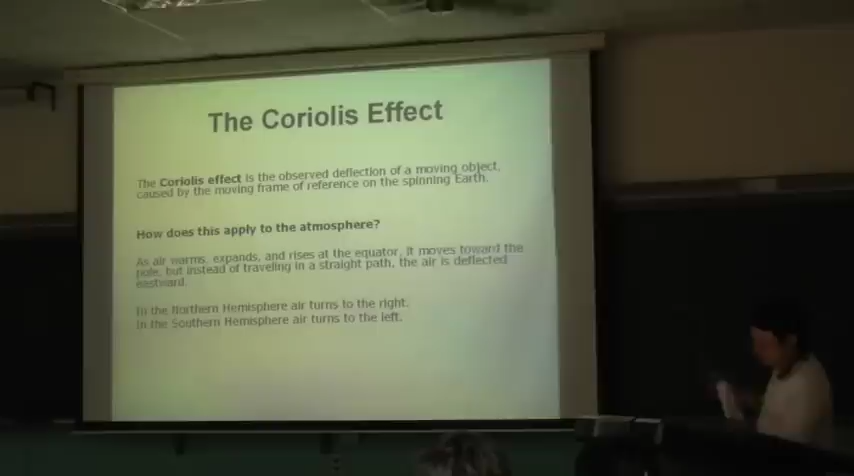 The Coriolis Effect
The Coriolis effect is the observed deflection of a moving object,
caused by the moving frame of reference on the spinning Earth.
How does this apply to the atmosphere?
As air warms, expands, and rises at the equator, it moves toward the
pole, but instead of traveling in a straight path, the air is deflected
eastward.
In the Northern Hemisphere air turns to the right.
In the Southern Hemisphere air turns to the left.